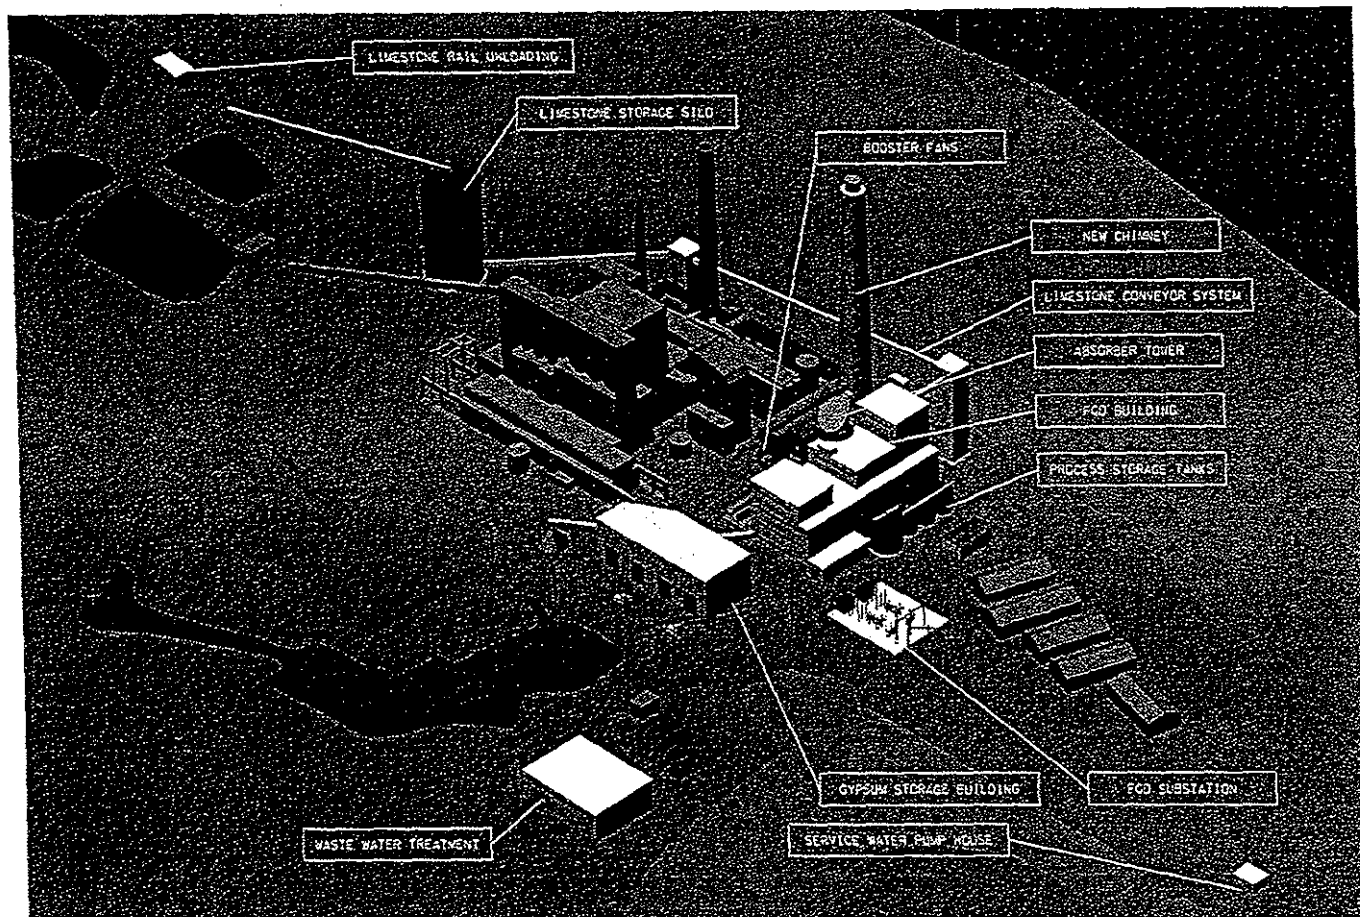 LIMESTONE RAIL UNLOADING
LIMESTONE STORAGE SILO
BOOSTER FANS
NEW CHIMNEY
LIMESTONE CONVEYOR SYSTEM
ABSORBER TOWER
FGD BUILDING
PROCESS STORAGE TANKS
GYPSUM STORAGE BUILDING
FGD SUBSTATION
WASTE WATER TREATMENT
SERVICE WATER PUMP HOUSE